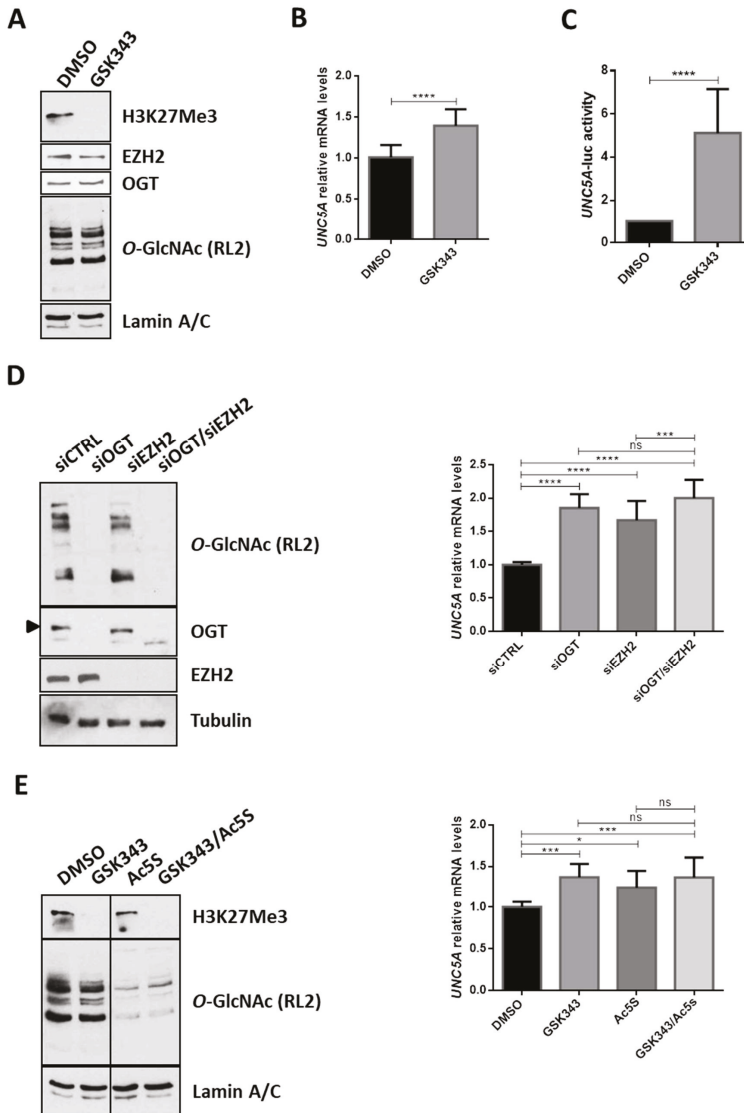 A
DMSO
GSK343
H3K27Me3
EZH2
OGT
O-GlcNAc (RL2)
Lamin A/C
B
UNC5A relative mRNA levels
2.0
1.5
1.0
0.5
0.0
****
DMSO
GSK343
C
UNC5A-luc activity
8
6
4
2
0
****
DMSO
GSK343
D
siCTRL
siOGT
siEZH2
siOGT/siEZH2
O-GlcNAc (RL2)
OGT
EZH2
Tubulin
UNC5A relative mRNA levels
2.5
2.0
1.5
1.0
0.5
0.0
***
ns
****
****
****
siCTRL
siOGT
siEZH2
siOGT/siEZH2
E
DMSO
GSK343
Ac5S
GSK343/Ac5S
H3K27Me3
O-GlcNAc (RL2)
Lamin A/C
UNC5A relative mRNA levels
2.0
1.5
1.0
0.5
0.0
ns
ns
***
*
***
DMSO
GSK343
Ac5S
GSK343/Ac5s